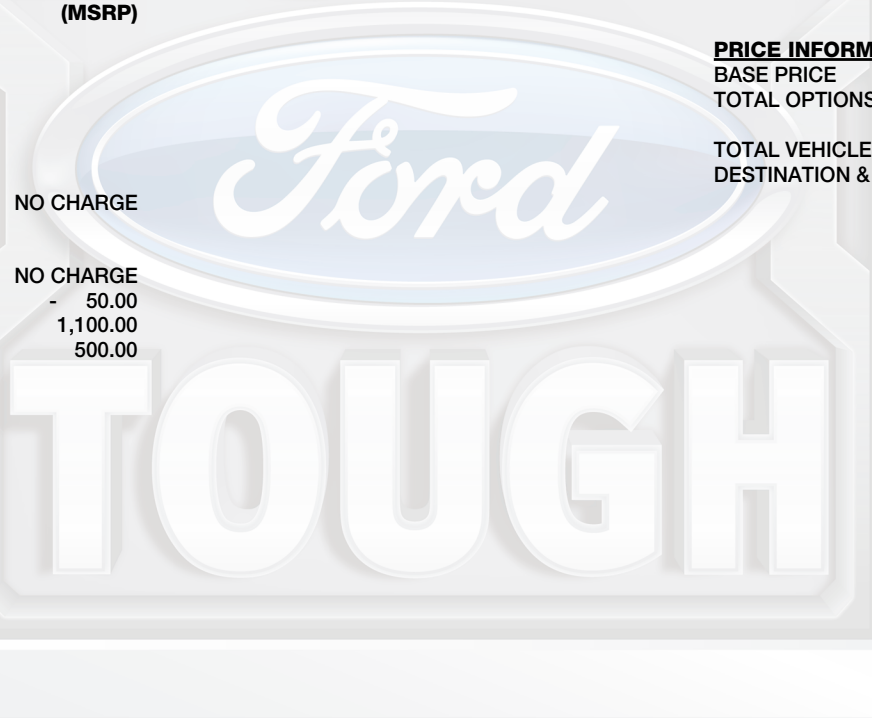 (MSRP)
NO CHARGE
NO CHARGE
- 50.00
1,100.00
500.00
PRICE INFORM
BASE PRICE
TOTAL OPTIONS
TOTAL VEHICLE
DESTINATION &
Ford
TOUGH